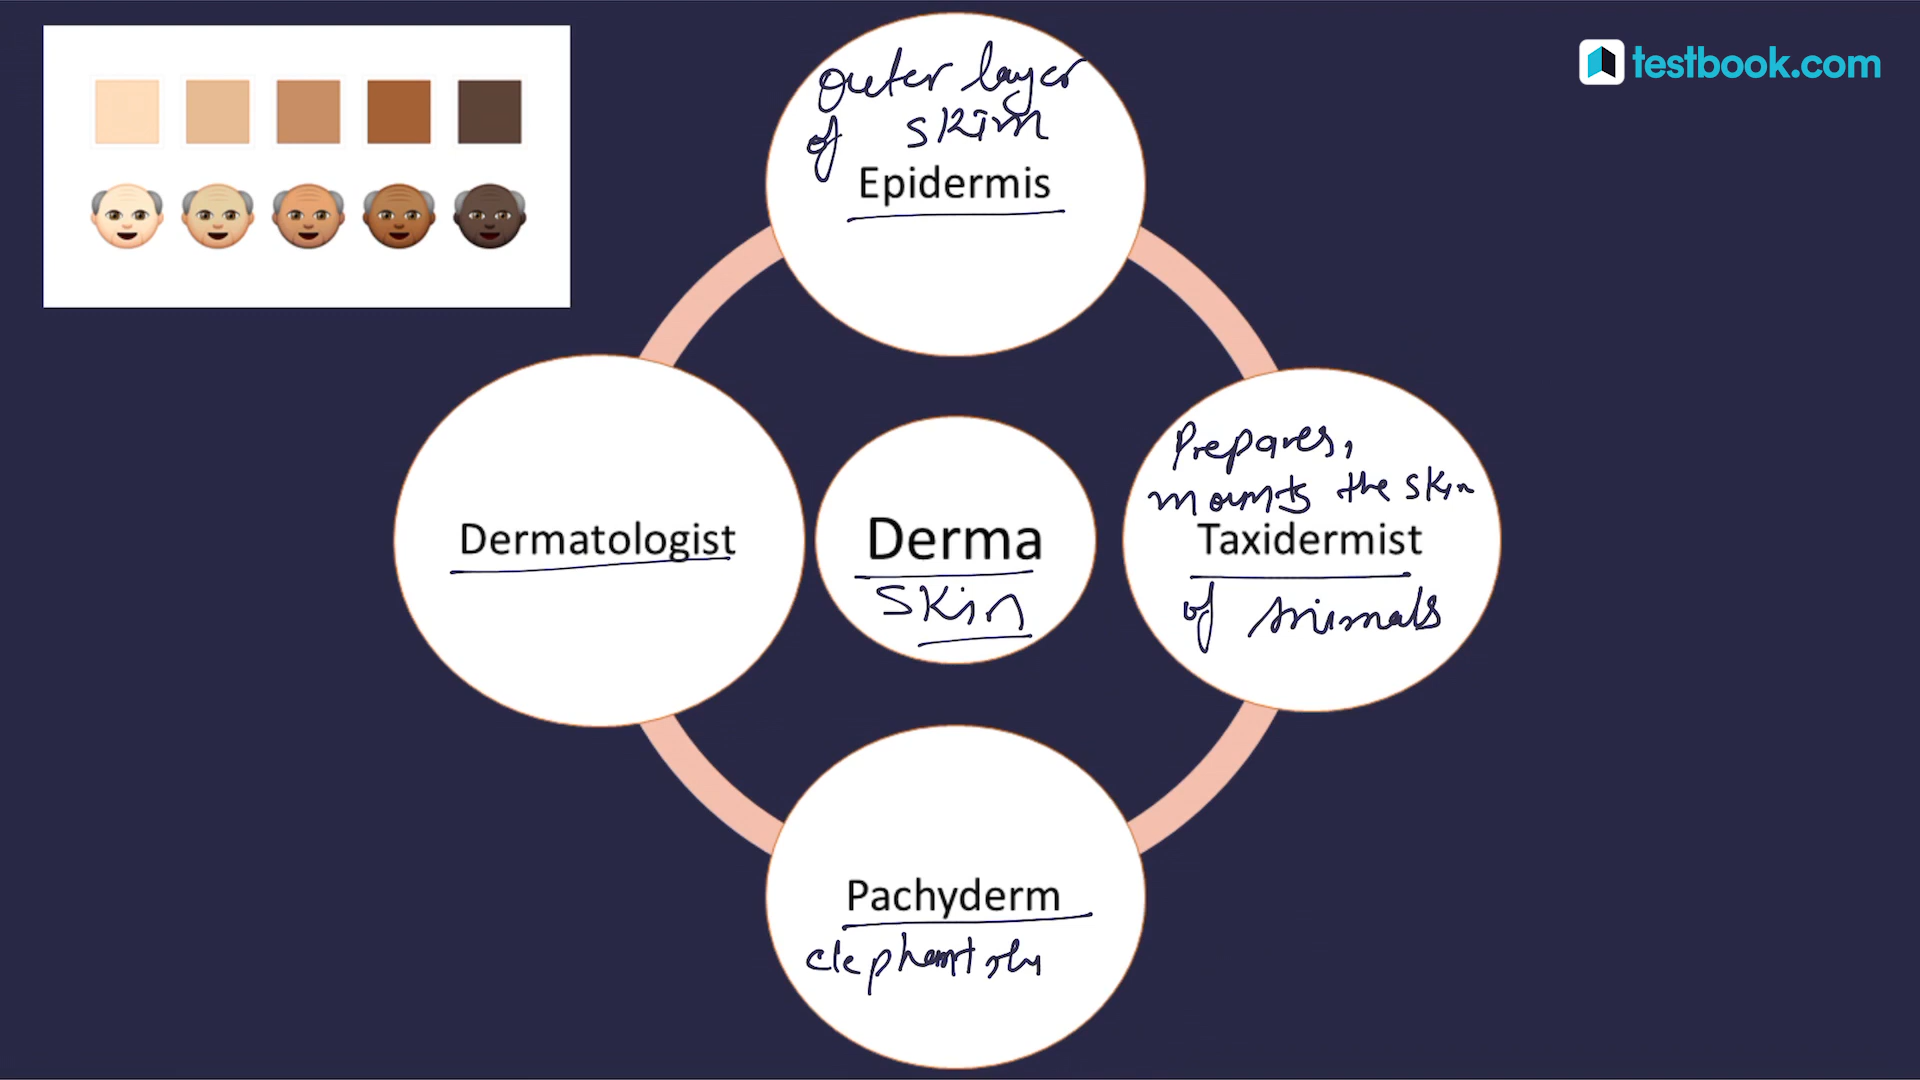 testbook.com
outer layer
of skin
Epidermis
Dermatologist
Derma
skin
Prepares,
mounts the skin
Taxidermist
of animals
Pachyderm
elephant